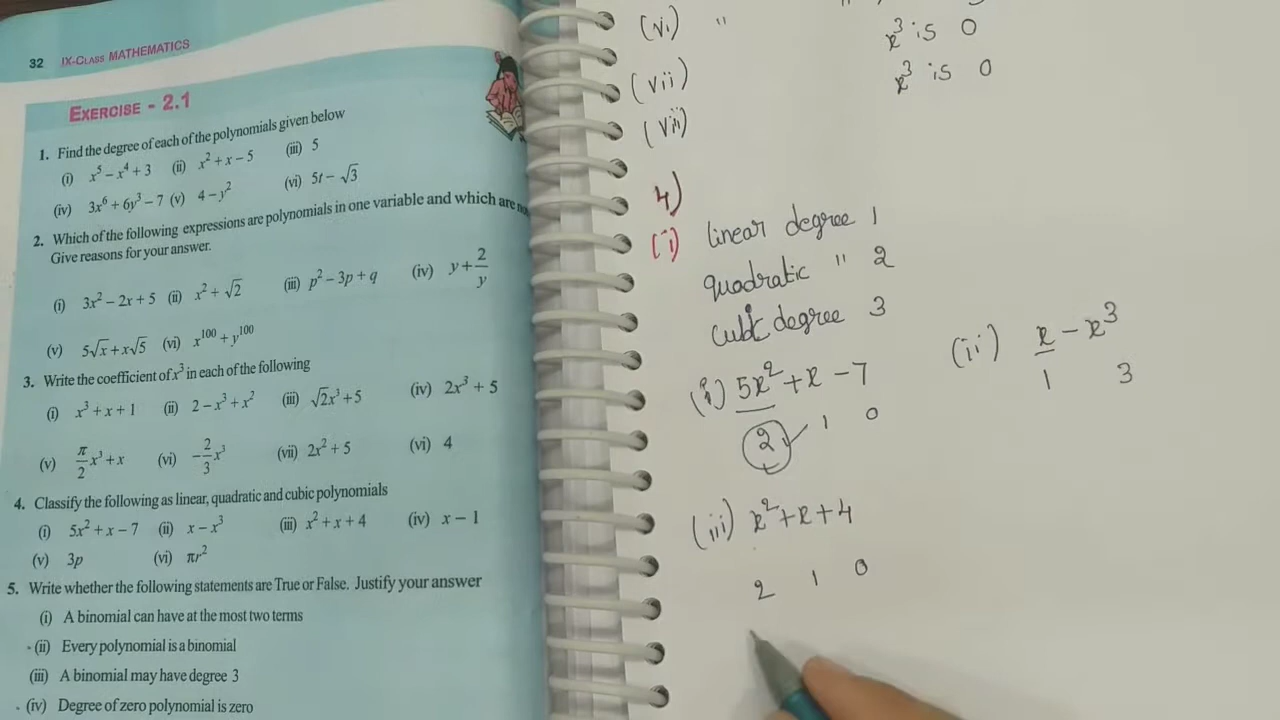 32 IX-CLASS MATHEMATICS
EXERCISE - 2.1
1. Find the degree of each of the polynomials given below
(i) x⁵ − x⁴ + 3 (ii) x² + x − 5 (iii) 5
(iv) 3x⁶ + 6y³ − 7 (v) 4 − y² (vi) 5t − √3
2. Which of the following expressions are polynomials in one variable and which are
Give reasons for your answer.
(i) 3x² − 2x + 5 (ii) x² + √2 (iii) p² − 3p + q (iv) y + 2/y
(v) 5√x + x√5 (vi) x¹⁰⁰ + y¹⁰⁰
3. Write the coefficient of x³ in each of the following
(i) x³ + x + 1 (ii) 2 − x³ + x² (iii) √2x³ + 5 (iv) 2x³ + 5
(v) π/2 x³ + x (vi) −2/3 x³ (vii) 2x² + 5 (vi) 4
4. Classify the following as linear, quadratic and cubic polynomials
(i) 5x² + x − 7 (ii) x − x³ (iii) x² + x + 4 (iv) x − 1
(v) 3p (vi) πr²
5. Write whether the following statements are True or False. Justify your answer
(i) A binomial can have at the most two terms
(ii) Every polynomial is a binomial
(iii) A binomial may have degree 3
(iv) Degree of zero polynomial is zero
(vi) " x³ is 0
(vii) x³ is 0
(viii)
4)
(i) linear degree 1
quadratic " 2
cubic degree 3
(i) 5x² + x − 7 (ii) x − x³
2 1 0 1 3
(iii) x² + x + 4
2 1 0